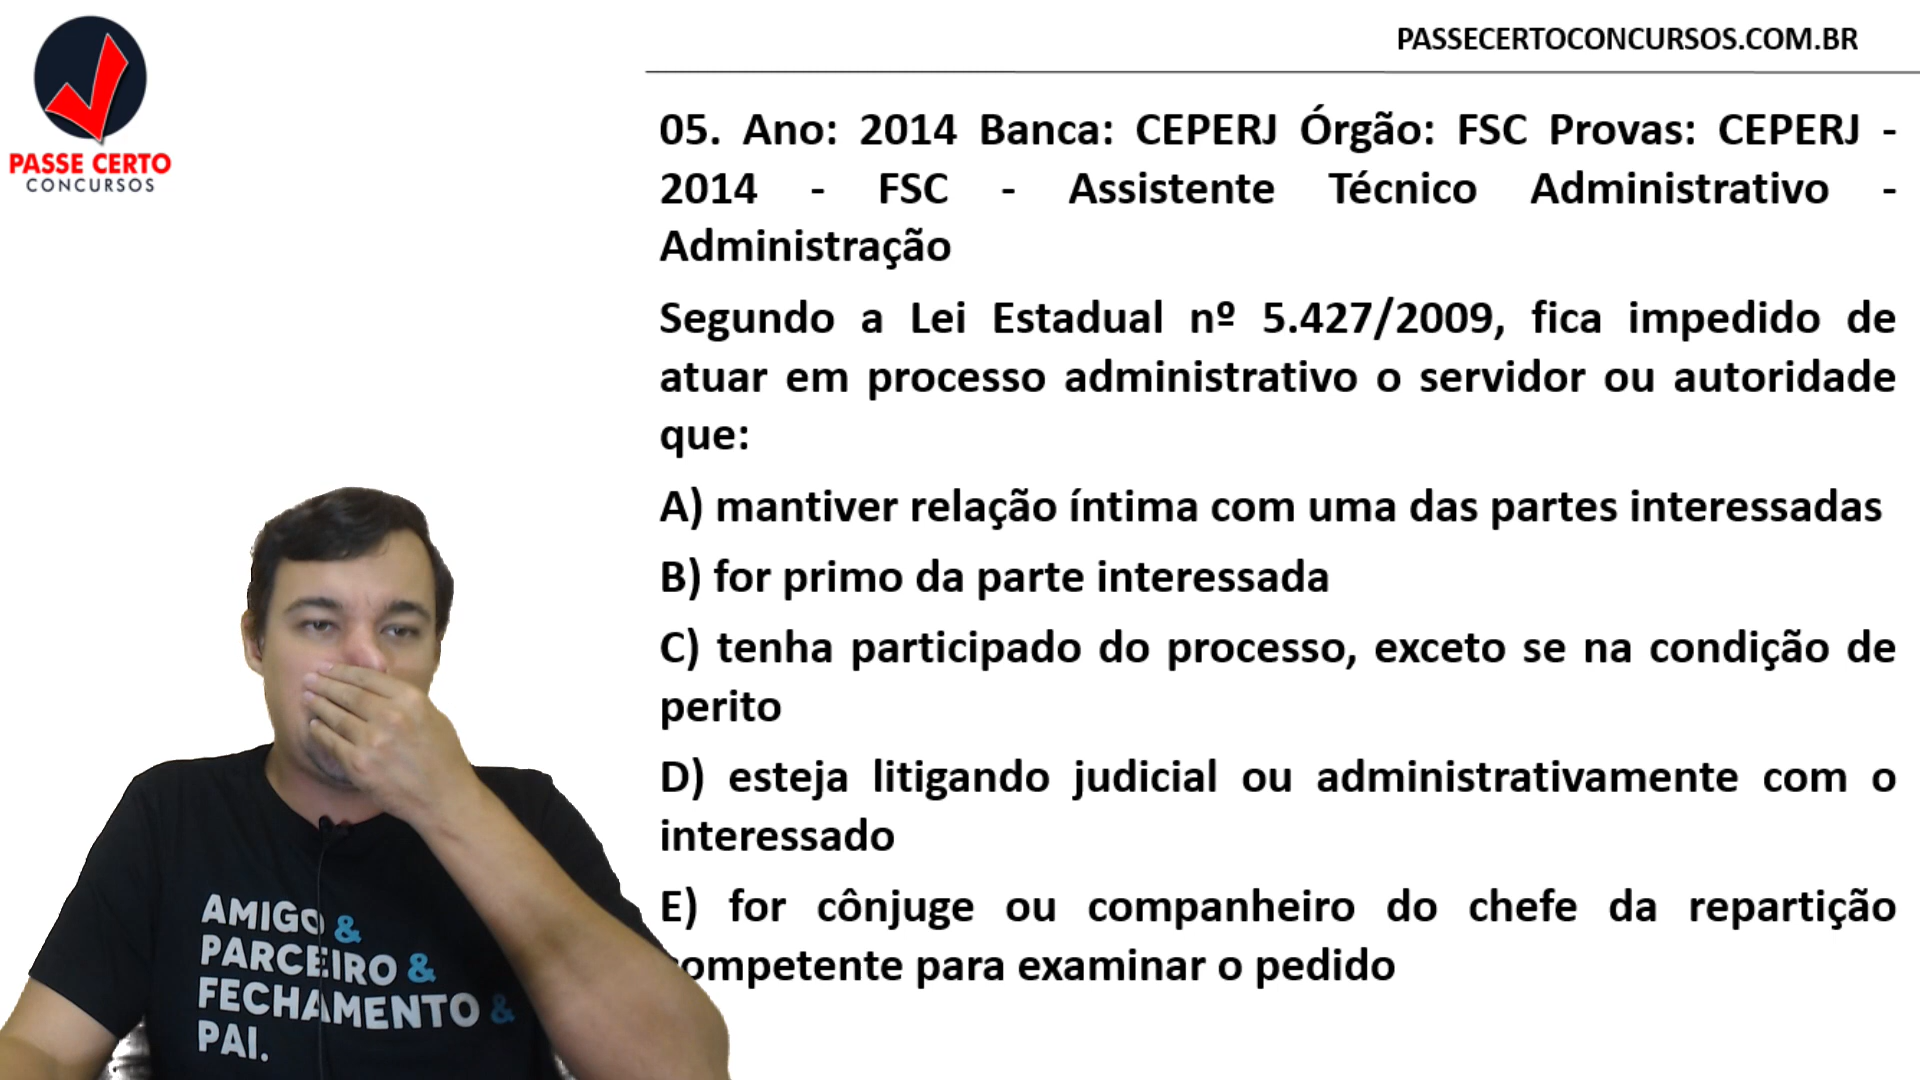 PASSE CERTO
CONCURSOS
PASSECERTOCONCURSOS.COM.BR
05. Ano: 2014 Banca: CEPERJ Órgão: FSC Provas: CEPERJ -
2014 - FSC - Assistente Técnico Administrativo -
Administração
Segundo a Lei Estadual nº 5.427/2009, fica impedido de
atuar em processo administrativo o servidor ou autoridade
que:
A) mantiver relação íntima com uma das partes interessadas
B) for primo da parte interessada
C) tenha participado do processo, exceto se na condição de
perito
D) esteja litigando judicial ou administrativamente com o
interessado
E) for cônjuge ou companheiro do chefe da repartição
ompetente para examinar o pedido
AMIGO &
PARCEIRO &
FECHAMENTO &
PAI.